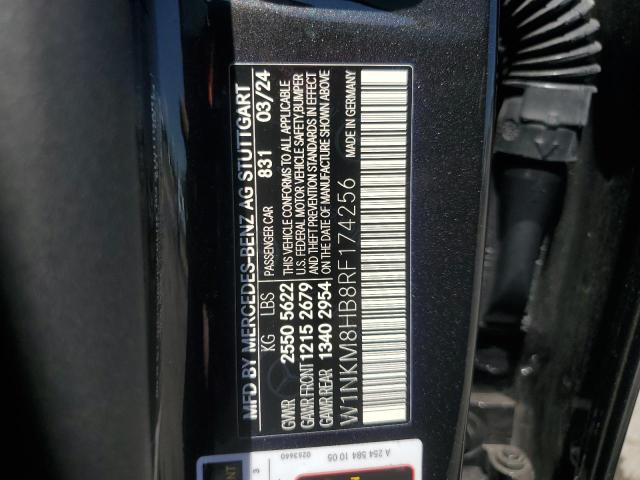 MFD BY MERCEDES-BENZ AG STUTTGART
KG LBS PASSENGER CAR 831 03/24
GVWR 2550 5622
GAWR FRONT 1215 2679
GAWR REAR 1340 2954
THIS VEHICLE CONFORMS TO ALL APPLICABLE
U.S. FEDERAL MOTOR VEHICLE SAFETY, BUMPER
AND THEFT PREVENTION STANDARDS IN EFFECT
ON THE DATE OF MANUFACTURE SHOWN ABOVE
W1NKM8HB8RF174256 MADE IN GERMANY
A 254 584 10 05
0253660
3